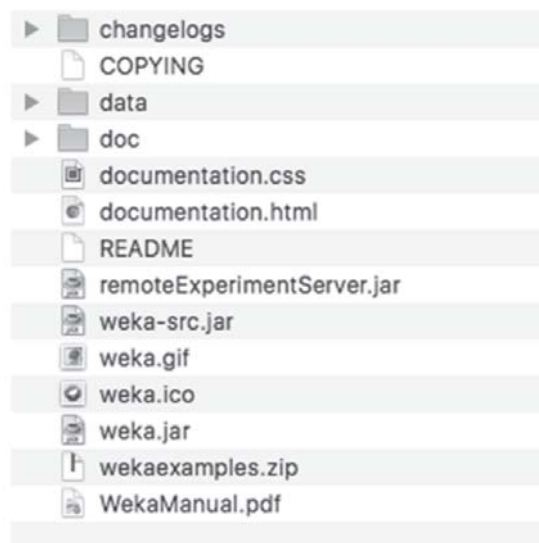 changelogs
COPYING
data
doc
documentation.css
documentation.html
README
remoteExperimentServer.jar
weka-src.jar
weka.gif
weka.ico
weka.jar
wekaexamples.zip
WekaManual.pdf